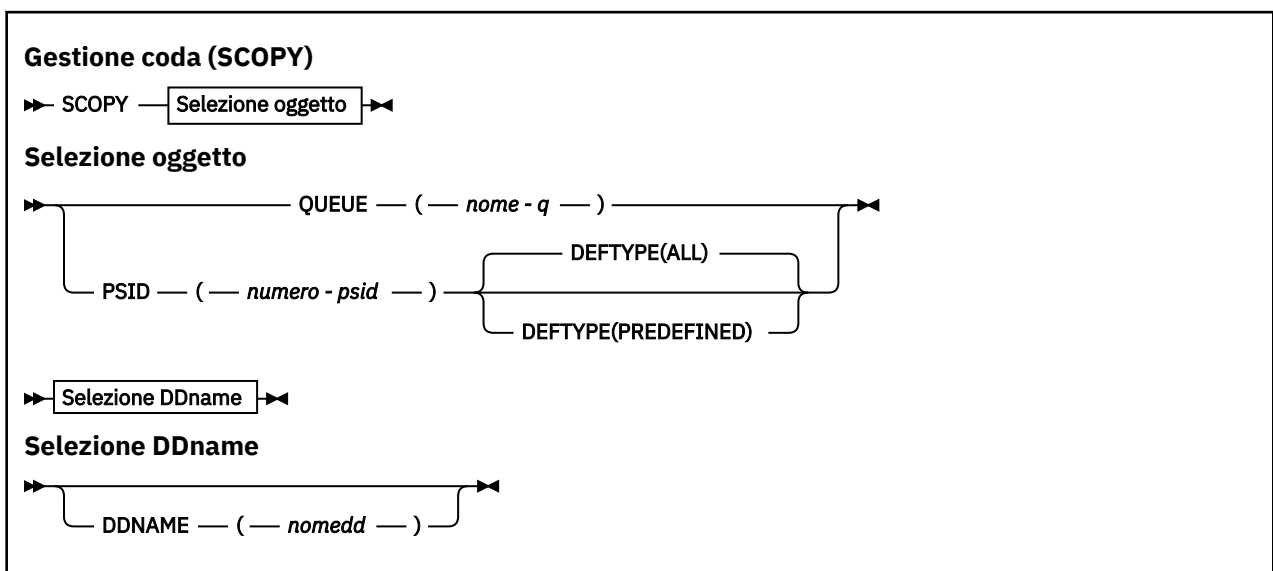 Gestione coda (SCOPY)
SCOPY Selezione oggetto
Selezione oggetto
QUEUE ( nome - q )
DEFTYPE(ALL)
PSID ( numero - psid )
DEFTYPE(PREDEFINED)
Selezione DDname
Selezione DDname
DDNAME ( nomedd )